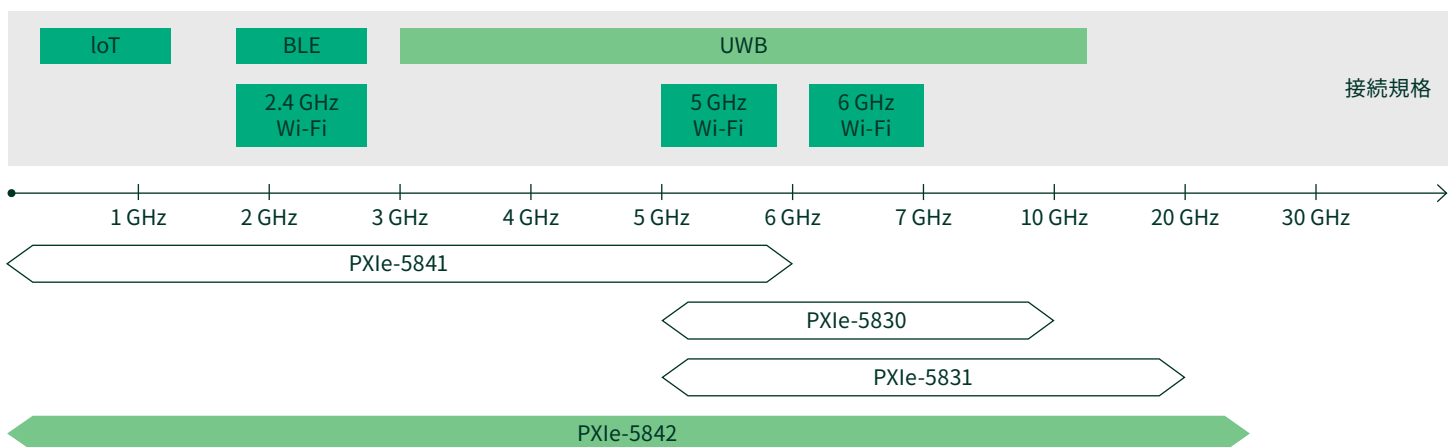 IoT
BLE
UWB
2.4 GHz
Wi-Fi
5 GHz
Wi-Fi
6 GHz
Wi-Fi
接続規格
1 GHz
2 GHz
3 GHz
4 GHz
5 GHz
6 GHz
7 GHz
10 GHz
20 GHz
30 GHz
PXIe-5841
PXIe-5830
PXIe-5831
PXIe-5842